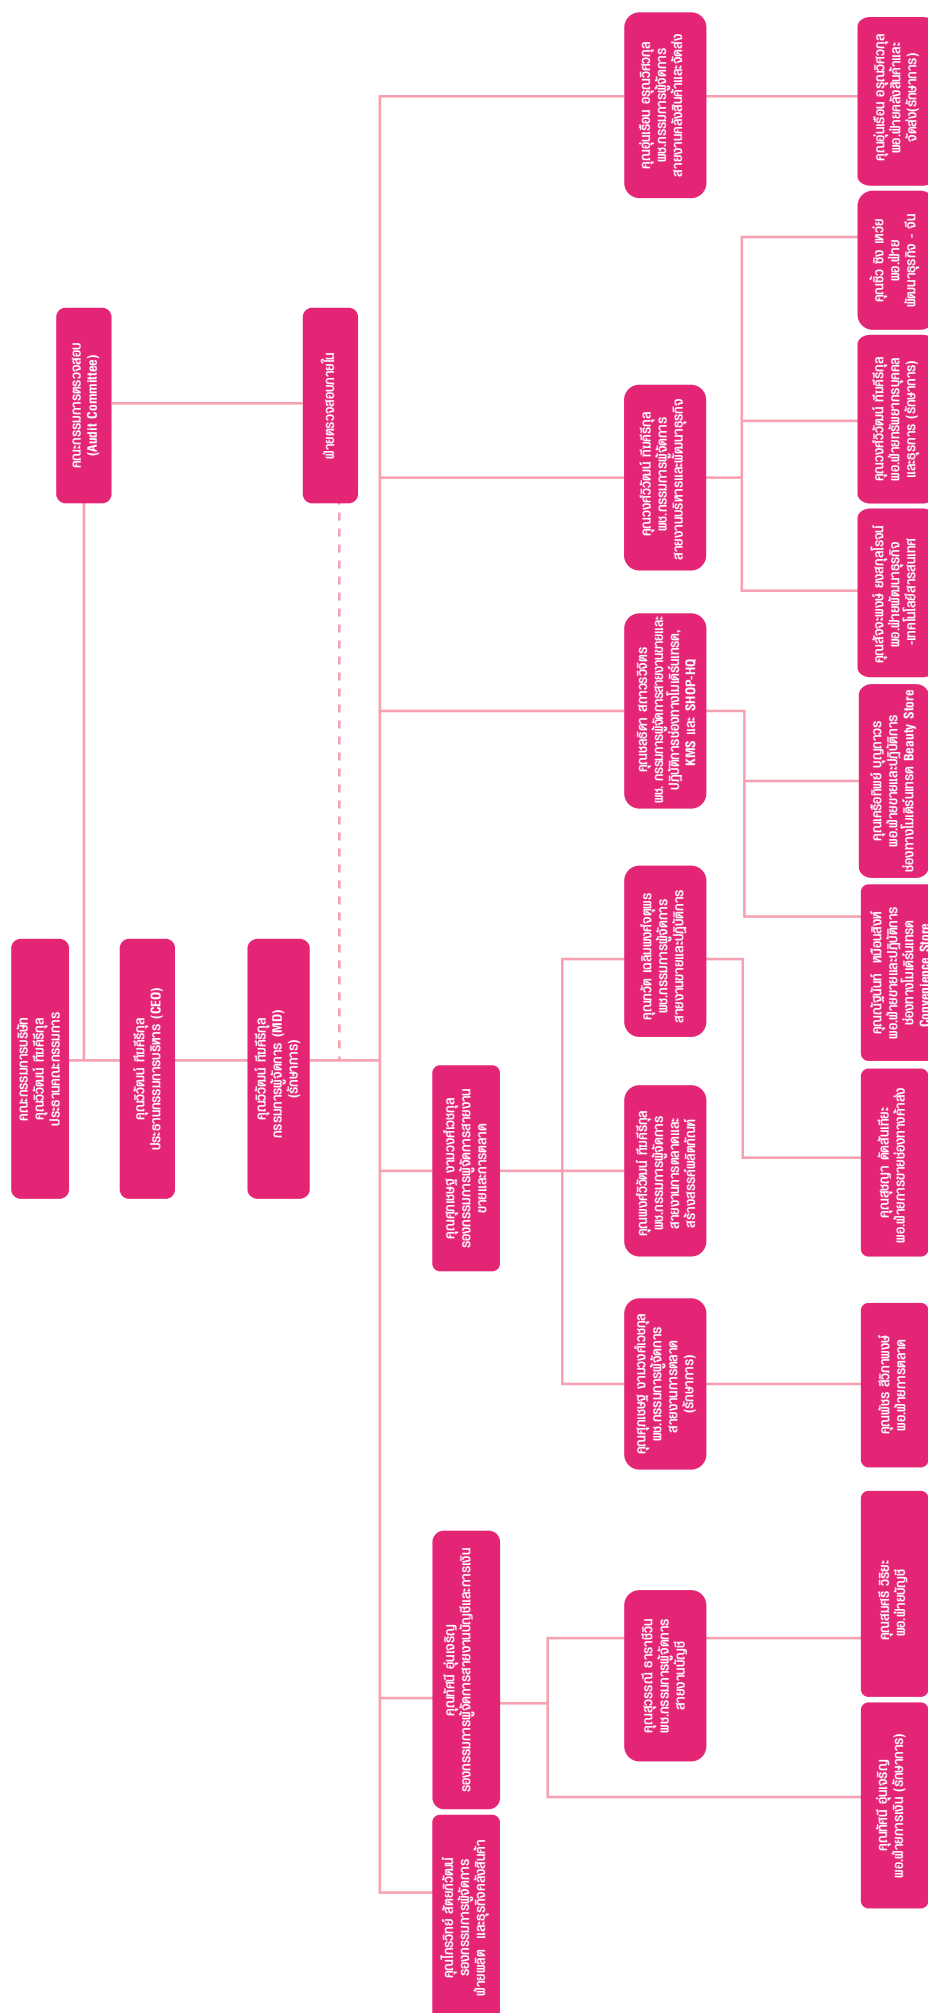 คณะกรรมการบริษัท
คุณวิวัฒน์ ทีฆคีรีกุล
ประธานคณะกรรมการ
คณะกรรมการตรวจสอบ
(Audit Committee)
คุณวิวัฒน์ ทีฆคีรีกุล
ประธานกรรมการบริหาร (CEO)
ฝ่ายตรวจสอบภายใน
คุณวิวัฒน์ ทีฆคีรีกุล
กรรมการผู้จัดการ (MD)
(รักษาการ)
คุณไกรวิทย์ สัตยภิวัฒน์
รองกรรมการผู้จัดการ
ฝ่ายผลิต และธุรกิจคลังสินค้า
คุณทัศนี อุ่นเจริญ
รองกรรมการผู้จัดการสายงานบัญชีและการเงิน
คุณศุภเชษฐ งามวงศ์เวชกุล
รองกรรมการผู้จัดการสายงาน
ขายและการตลาด
คุณสุวรรณี ธาราชีวิน
ผช.กรรมการผู้จัดการ
สายงานบัญชี
คุณศุภเชษฐ งามวงศ์เวชกุล
ผช.กรรมการผู้จัดการ
สายงานการตลาด
(รักษาการ)
คุณพงศ์วิวัฒน์ ทีฆคีรีกุล
ผช.กรรมการผู้จัดการ
สายงานการตลาดและ
สร้างสรรค์ผลิตภัณฑ์
คุณทวัต เฉลิมพงศ์จตุพร
ผช.กรรมการผู้จัดการ
สายงานขายและปฏิบัติการ
คุณชลธิดา สถาวรวิจิตร
ผช. กรรมการผู้จัดการสายงานขายและ
ปฏิบัติการช่องทางโมเดิร์นเทรด,
KMS และ SHOP-HQ
คุณวงศ์วิวัฒน์ ทีฆคีรีกุล
ผช.กรรมการผู้จัดการ
สายงานบริหารและพัฒนาธุรกิจ
คุณอุ่นเรือน อรุณวิศวกุล
ผช.กรรมการผู้จัดการ
สายงานคลังสินค้าและจัดส่ง
คุณทัศนี อุ่นเจริญ
ผอ.ฝ่ายการเงิน (รักษาการ)
คุณสมศรี วิริยะ
ผอ.ฝ่ายบัญชี
คุณพัชร สีวิภาพงษ์
ผอ.ฝ่ายการตลาด
คุณสุชญา ตัดสันเทียะ
ผอ.ฝ่ายการขายช่องทางค้าส่ง
คุณณัฐนันท์ เหมือนสิงห์
ผอ.ฝ่ายขายและปฏิบัติการ
ช่องทางโมเดิร์นเทรด
Convenience Store
คุณเครือทิพย์ บุญถาวร
ผอ.ฝ่ายขายและปฏิบัติการ
ช่องทางโมเดิร์นเทรด Beauty Store
คุณสัจจะพงษ์ ยงสกุลโรจน์
ผอ.ฝ่ายพัฒนาธุรกิจ
-เทคโนโลยีสารสนเทศ
คุณวงศ์วิวัฒน์ ทีฆคีรีกุล
ผอ.ฝ่ายทรัพยากรบุคคล
และธุรการ (รักษาการ)
คุณชิ่ว ชิง เหว่ย
ผอ.ฝ่าย
พัฒนาธุรกิจ - จีน
คุณอุ่นเรือน อรุณวิศวกุล
ผอ.ฝ่ายคลังสินค้าและ
จัดส่ง(รักษาการ)